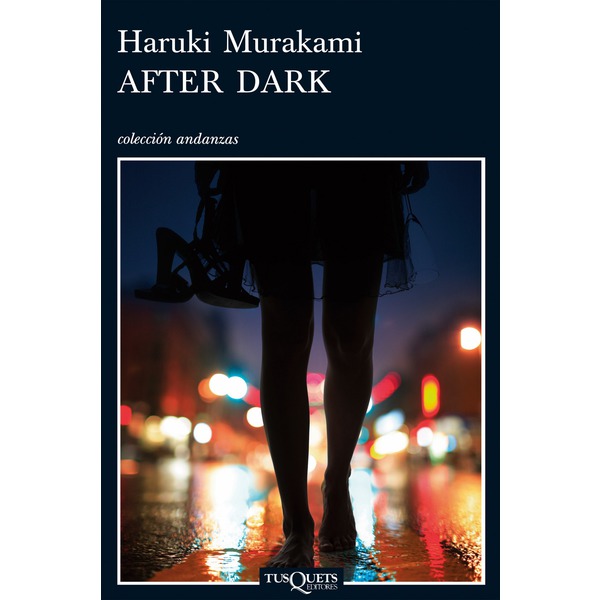 Haruki Murakami
AFTER DARK
colección andanzas
TUSQUETS
EDITORES